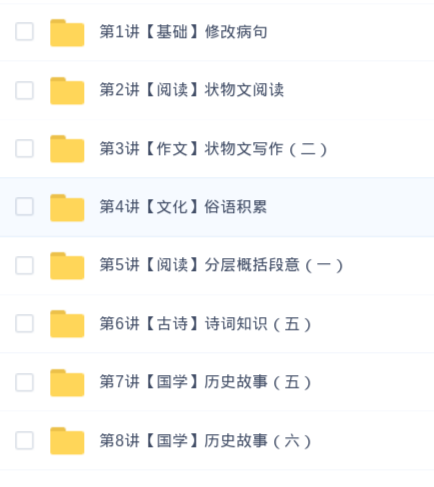 第1讲【基础】修改病句
第2讲【阅读】状物文阅读
第3讲【作文】状物文写作（二）
第4讲【文化】俗语积累
第5讲【阅读】分层概括段意（一）
第6讲【古诗】诗词知识（五）
第7讲【国学】历史故事（五）
第8讲【国学】历史故事（六）